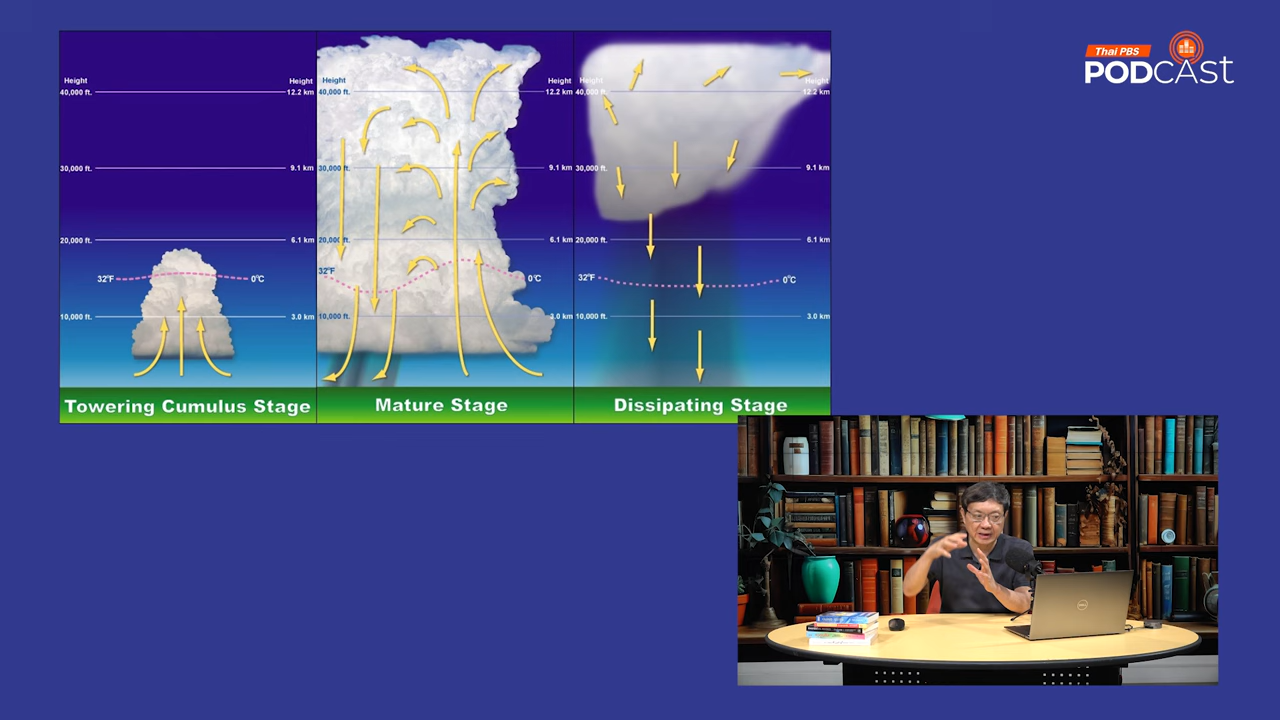 Thai PBS
PODCAST
Height
Height
40,000 ft.
12.2 km
30,000 ft.
9.1 km
20,000 ft.
6.1 km
32°F
0°C
10,000 ft.
3.0 km
Towering Cumulus Stage
Height
Height
40,000 ft.
12.2 km
30,000 ft.
9.1 km
20,000 ft.
6.1 km
32°F
0°C
10,000 ft.
3.0 km
Mature Stage
Height
40,000 ft.
12.2 km
30,000 ft.
9.1 km
20,000 ft.
6.1 km
32°F
0°C
10,000 ft.
3.0 km
Dissipating Stage
DELL